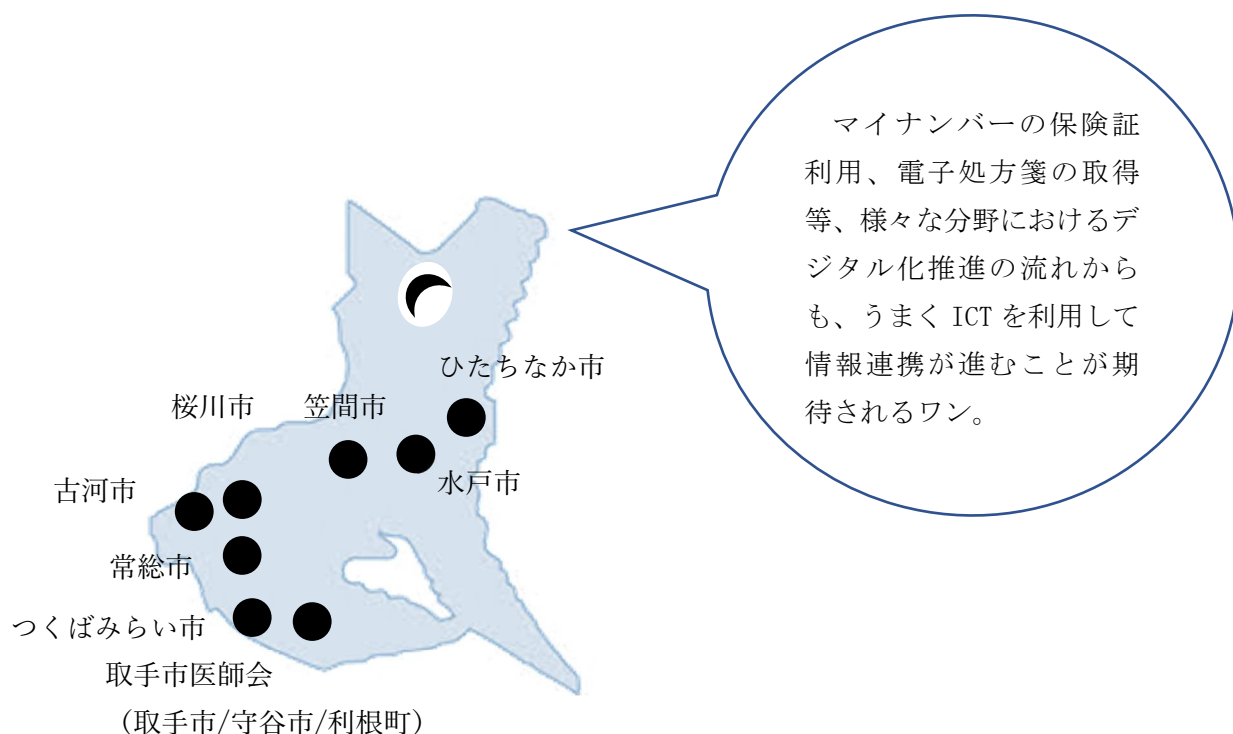 マイナンバーの保険証
利用、電子処方箋の取得
等、様々な分野におけるデ
ジタル化推進の流れから
も、うまく ICT を利用して
情報連携が進むことが期
待されるワン。
ひたちなか市
桜川市
笠間市
水戸市
古河市
常総市
つくばみらい市
取手市医師会
（取手市/守谷市/利根町）